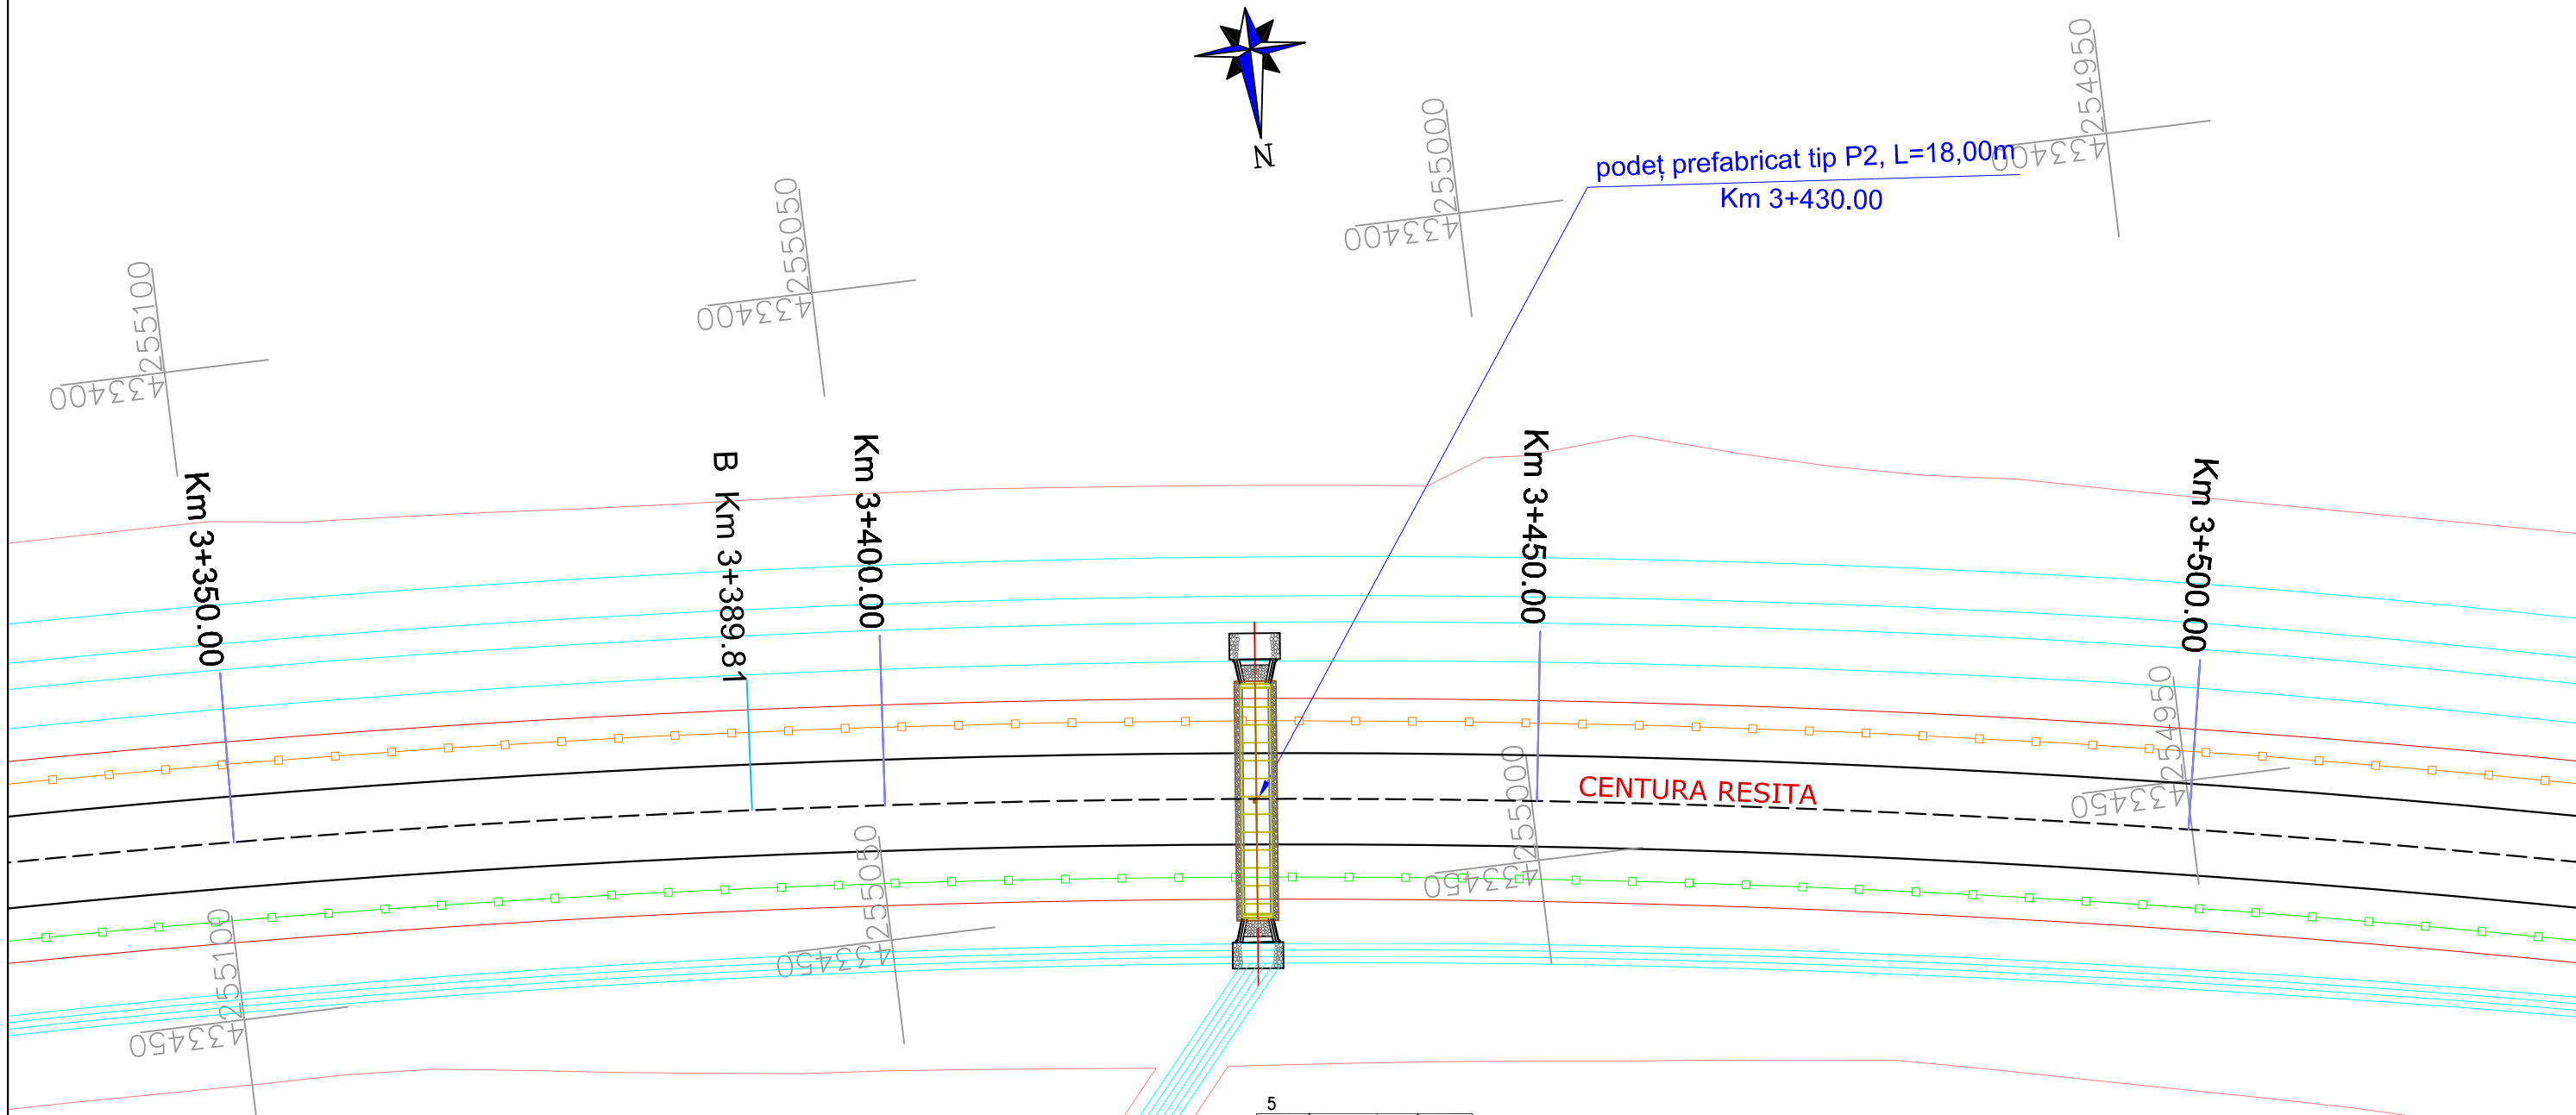 N
254950
433400
podeț prefabricat tip P2, L=18,00m
Km 3+430.00
255000
433400
255050
433400
255100
433400
Km 3+350.00
B Km 3+389.81
Km 3+400.00
Km 3+450.00
Km 3+500.00
CENTURA RESITA
254950
433450
255000
433450
255050
433450
255100
433450
5